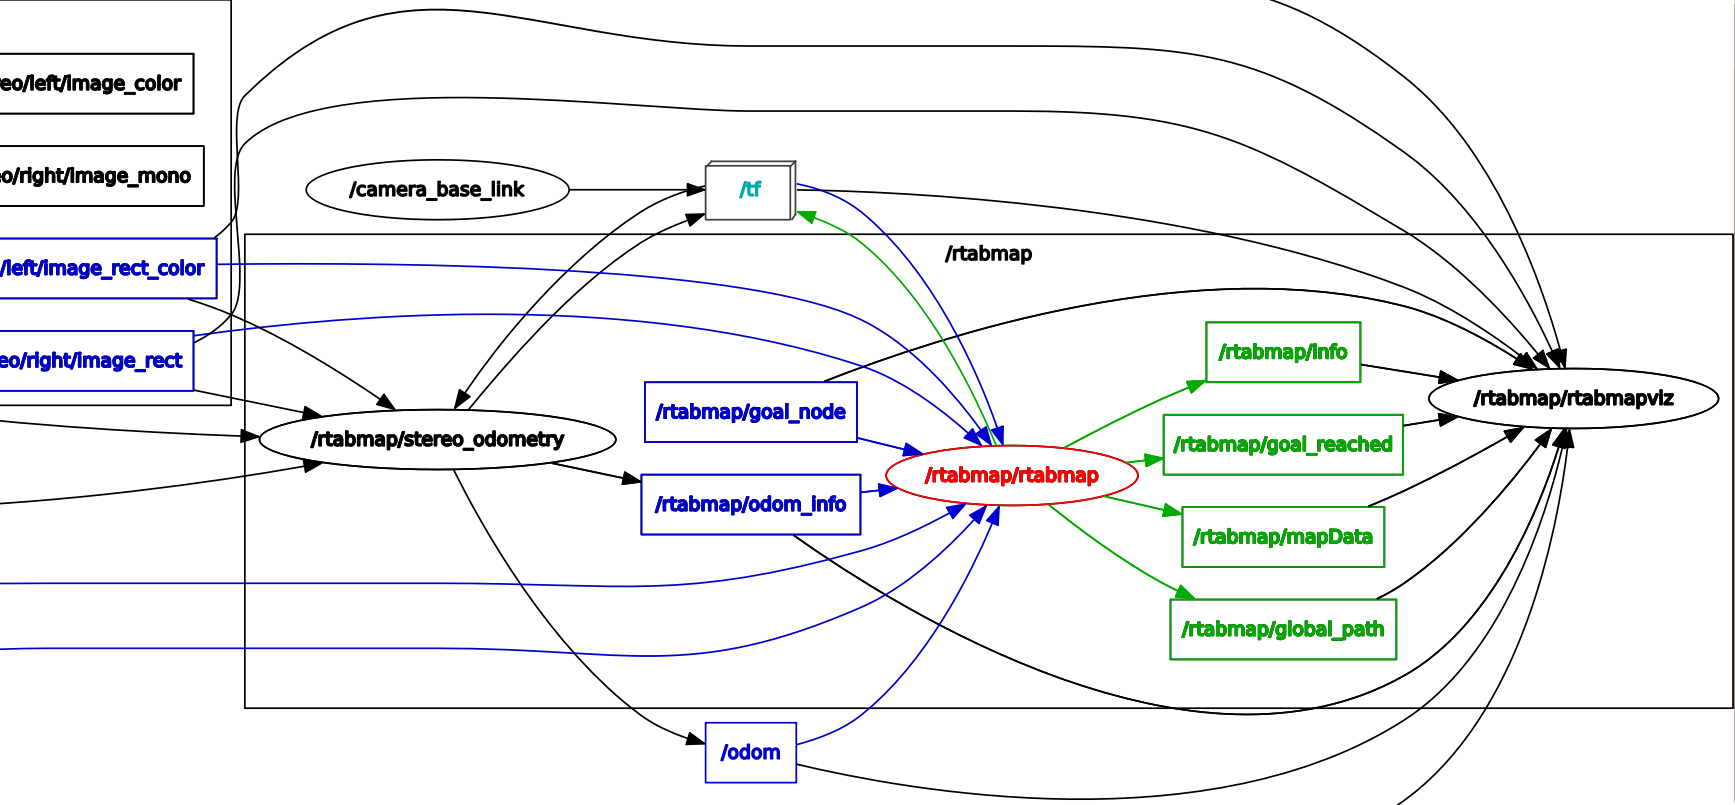 eo/left/image_color
o/right/image_mono
/left/image_rect_color
eo/right/image_rect
/camera_base_link
/tf
/rtabmap
/rtabmap/stereo_odometry
/rtabmap/goal_node
/rtabmap/odom_info
/odom
/rtabmap/rtabmap
/rtabmap/info
/rtabmap/goal_reached
/rtabmap/mapData
/rtabmap/global_path
/rtabmap/rtabmapviz